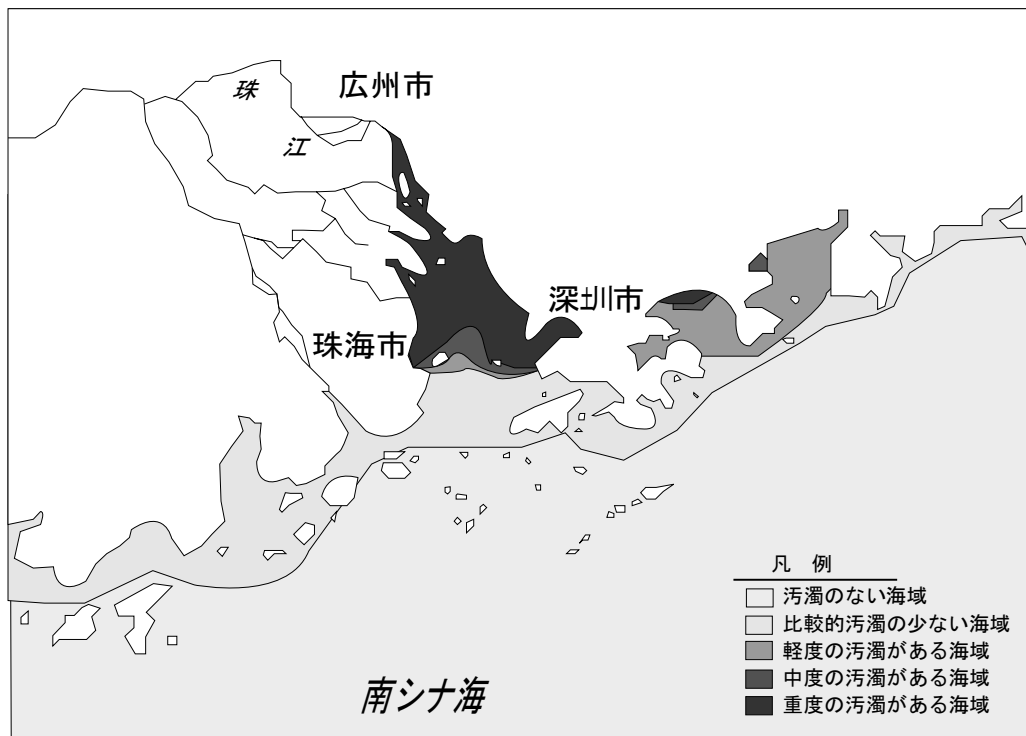 珠
江
広州市
深圳市
珠海市
凡 例
汚濁のない海域
比較的汚濁の少ない海域
軽度の汚濁がある海域
中度の汚濁がある海域
重度の汚濁がある海域
南シナ海